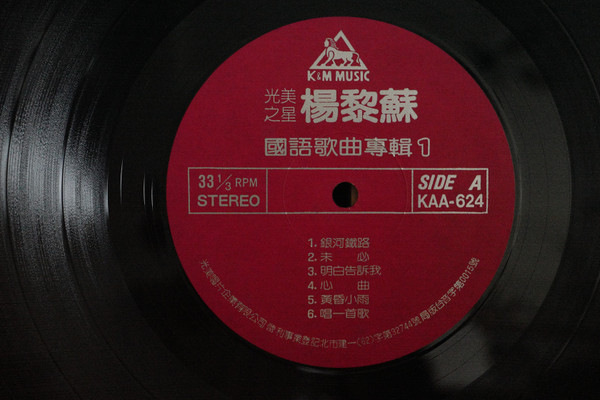 K&M MUSIC
光美之星 楊黎蘇
國語歌曲專輯1
33 1/3 RPM
STEREO
SIDE A
KAA-624
1. 銀河鐵路
2. 未必
3. 明白告訴我
4. 心曲
5. 黃昏小雨
6. 唱一首歌